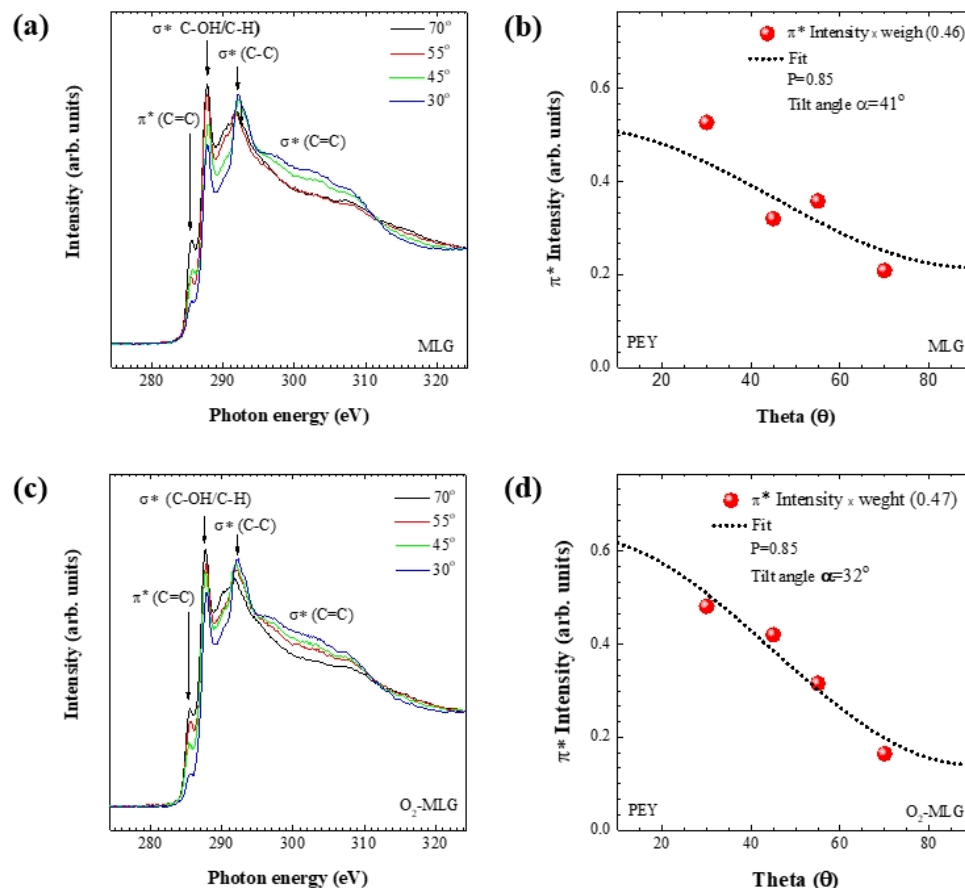 (a)
σ* C-OH/C-H)
σ* (C-C)
π* (C=C)
σ* (C=C)
70°
55°
45°
30°
MLG
Intensity (arb. units)
280 290 300 310 320
Photon energy (eV)
(b)
π* Intensity × weigh (0.46)
Fit
P=0.85
Tilt angle α=41°
π* Intensity (arb. units)
0.6
0.4
0.2
0.0
PEY
MLG
20 40 60 80
Theta (θ)
(c)
σ* (C-OH/C-H)
σ* (C-C)
π* (C=C)
σ* (C=C)
70°
55°
45°
30°
O₂-MLG
Intensity (arb. units)
280 290 300 310 320
Photon energy (eV)
(d)
π* Intensity × weght (0.47)
Fit
P=0.85
Tilt angle α=32°
π* Intensity (arb. units)
0.6
0.4
0.2
0.0
PEY
O₂-MLG
20 40 60 80
Theta (θ)